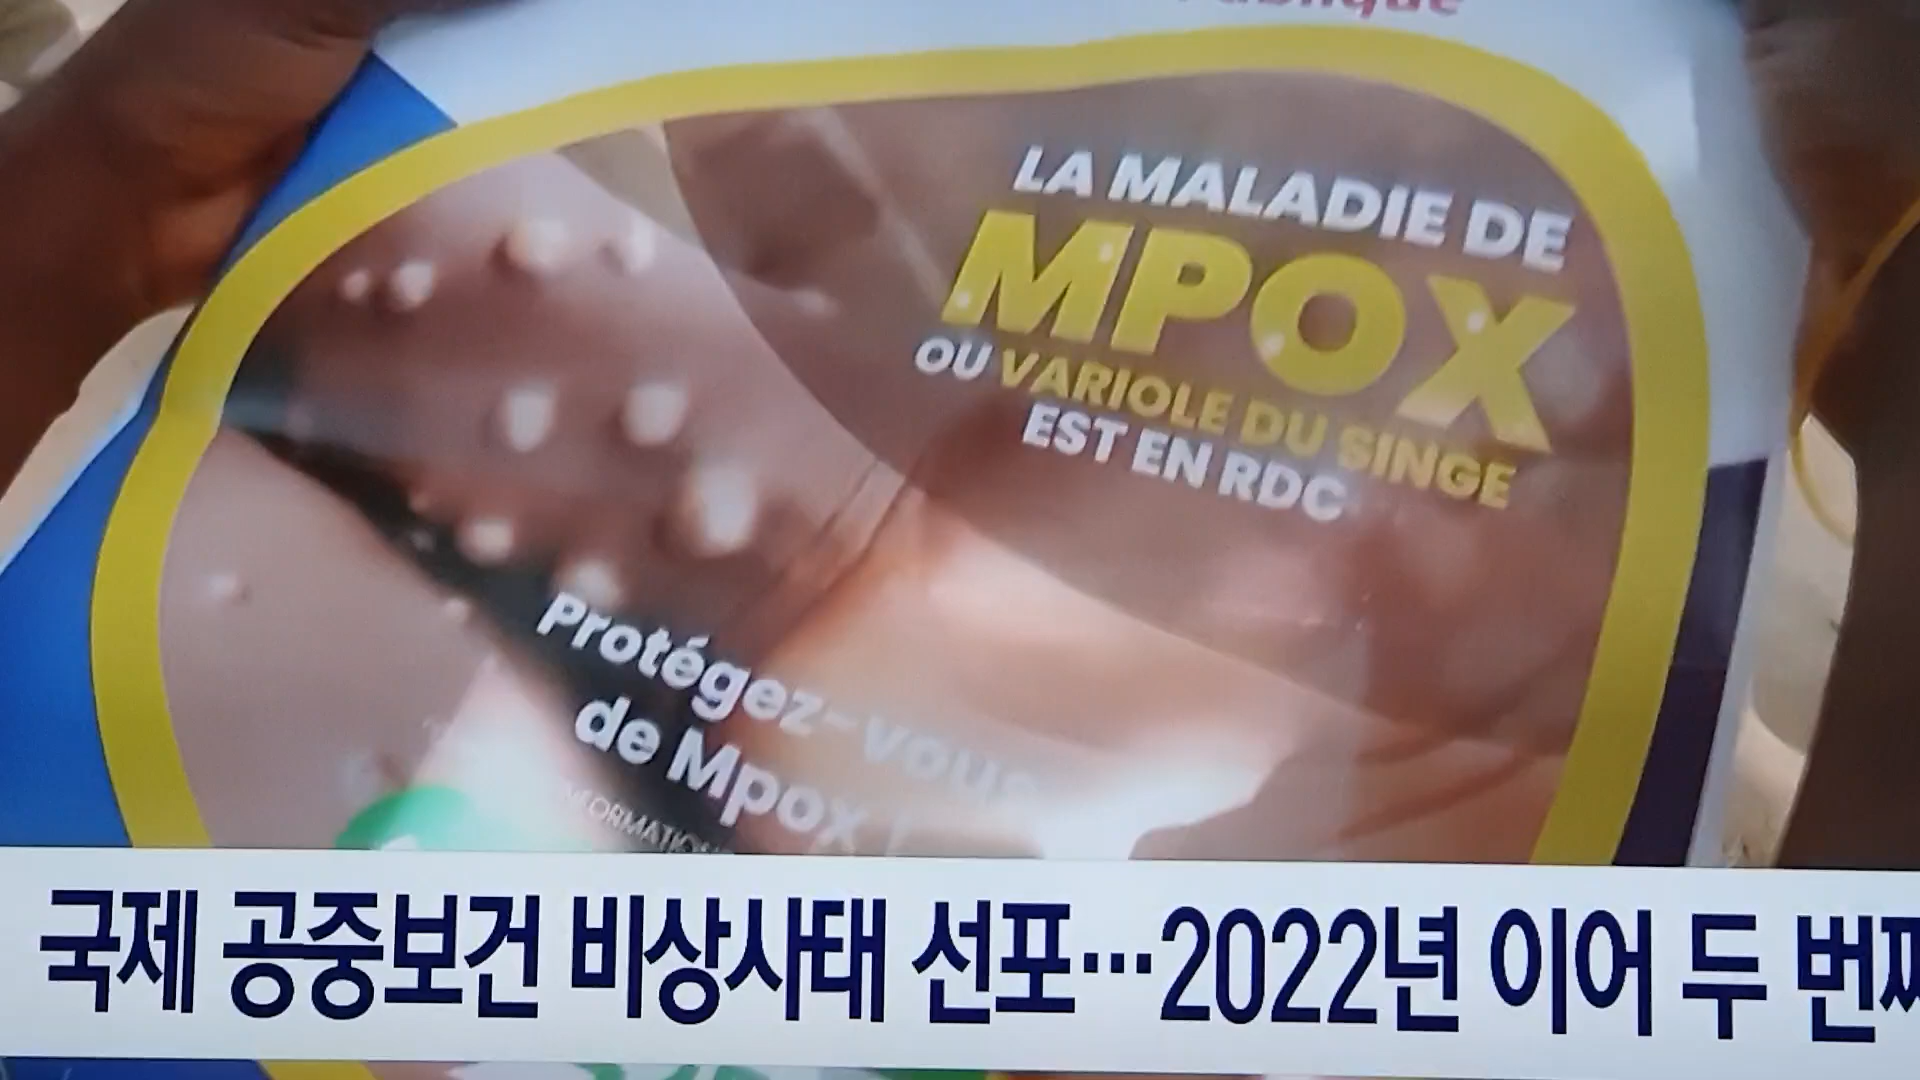 LA MALADIE DE
MPOX
OU VARIOLE DU SINGE
EST EN RDC
Protégez-vous
de Mpox !
국제 공중보건 비상사태 선포…2022년 이어 두 번째